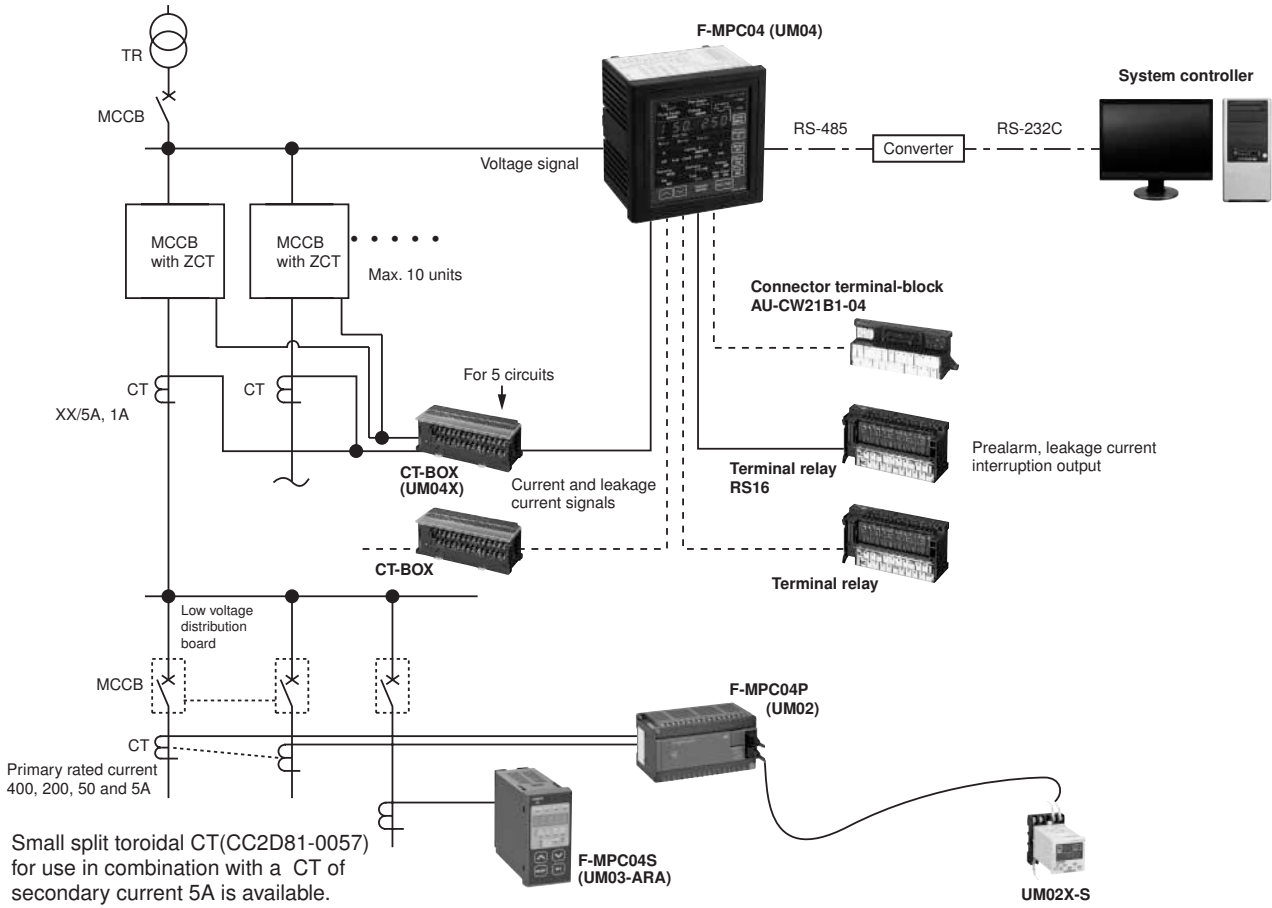 F-MPC04 (UM04)
TR
System controller
MCCB
RS-485
Converter
RS-232C
Voltage signal
MCCB
with ZCT
MCCB
with ZCT
Max. 10 units
Connector terminal-block
AU-CW21B1-04
For 5 circuits
CT
CT
XX/5A, 1A
CT-BOX
(UM04X)
Current and leakage
current signals
Terminal relay
RS16
Prealarm, leakage current
interruption output
CT-BOX
Terminal relay
Low voltage
distribution
board
MCCB
F-MPC04P
(UM02)
CT
Primary rated current
400, 200, 50 and 5A
Small split toroidal CT(CC2D81-0057)
for use in combination with a CT of
secondary current 5A is available.
F-MPC04S
(UM03-ARA)
UM02X-S